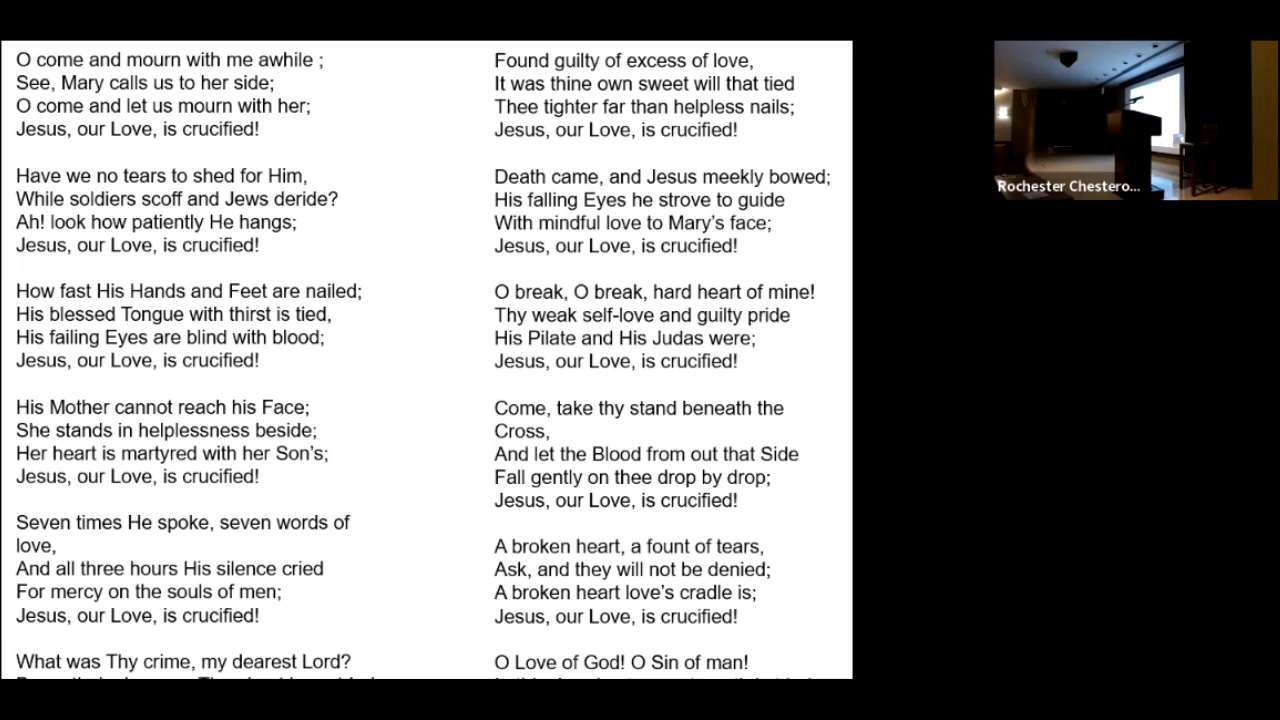 O come and mourn with me awhile ;
See, Mary calls us to her side;
O come and let us mourn with her;
Jesus, our Love, is crucified!
Have we no tears to shed for Him,
While soldiers scoff and Jews deride?
Ah! look how patiently He hangs;
Jesus, our Love, is crucified!
How fast His Hands and Feet are nailed;
His blessed Tongue with thirst is tied,
His failing Eyes are blind with blood;
Jesus, our Love, is crucified!
His Mother cannot reach his Face;
She stands in helplessness beside;
Her heart is martyred with her Son's;
Jesus, our Love, is crucified!
Seven times He spoke, seven words of
love,
And all three hours His silence cried
For mercy on the souls of men;
Jesus, our Love, is crucified!
What was Thy crime, my dearest Lord?
Found guilty of excess of love,
It was thine own sweet will that tied
Thee tighter far than helpless nails;
Jesus, our Love, is crucified!
Death came, and Jesus meekly bowed;
His falling Eyes he strove to guide
With mindful love to Mary's face;
Jesus, our Love, is crucified!
O break, O break, hard heart of mine!
Thy weak self-love and guilty pride
His Pilate and His Judas were;
Jesus, our Love, is crucified!
Come, take thy stand beneath the
Cross,
And let the Blood from out that Side
Fall gently on thee drop by drop;
Jesus, our Love, is crucified!
A broken heart, a fount of tears,
Ask, and they will not be denied;
A broken heart love's cradle is;
Jesus, our Love, is crucified!
O Love of God! O Sin of man!
Rochester Chestero...